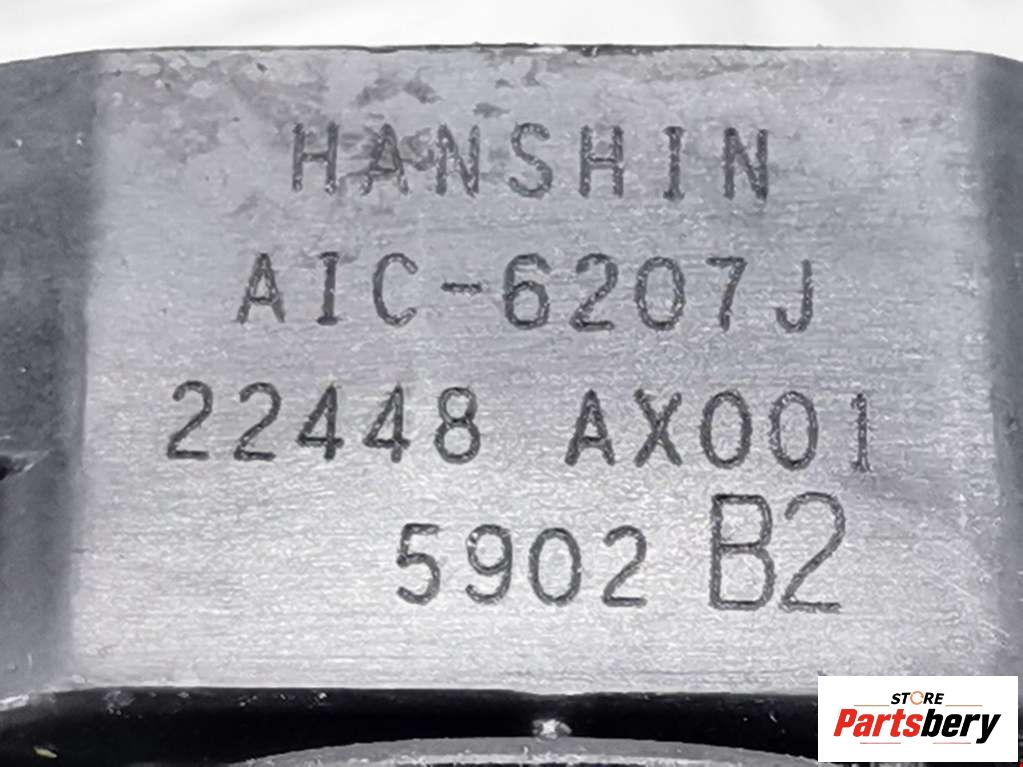 HANSHIN
AIC-6207J
22448 AX001
5902 B2
STORE
Partsbery